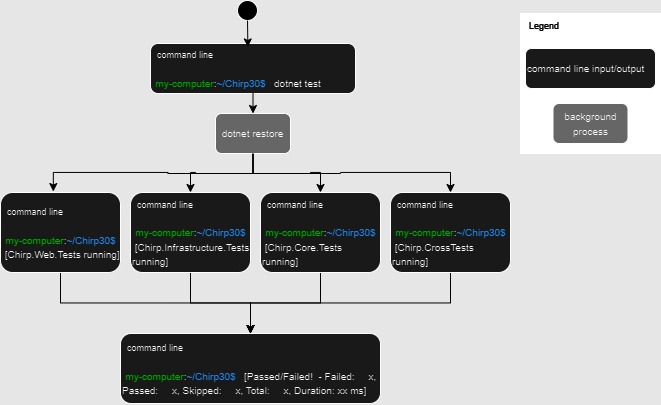 Legend
command line
my-computer:~/Chirp30$ dotnet test
command line input/output
background
process
dotnet restore
command line
my-computer:~/Chirp30$
[Chirp.Web.Tests running]
command line
my-computer:~/Chirp30$
[Chirp.Infrastructure.Tests
running]
command line
my-computer:~/Chirp30$
[Chirp.Core.Tests
running]
command line
my-computer:~/Chirp30$
[Chirp.CrossTests
running]
command line
my-computer:~/Chirp30$ [Passed/Failed! - Failed: x,
Passed: x, Skipped: x, Total: x, Duration: xx ms]